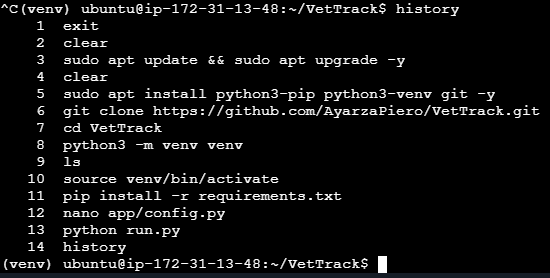 ^C(venv) ubuntu@ip-172-31-13-48:~/VetTrack$ history
1 exit
2 clear
3 sudo apt update && sudo apt upgrade -y
4 clear
5 sudo apt install python3-pip python3-venv git -y
6 git clone https://github.com/AyarzaPiero/VetTrack.git
7 cd VetTrack
8 python3 -m venv venv
9 ls
10 source venv/bin/activate
11 pip install -r requirements.txt
12 nano app/config.py
13 python run.py
14 history
(venv) ubuntu@ip-172-31-13-48:~/VetTrack$